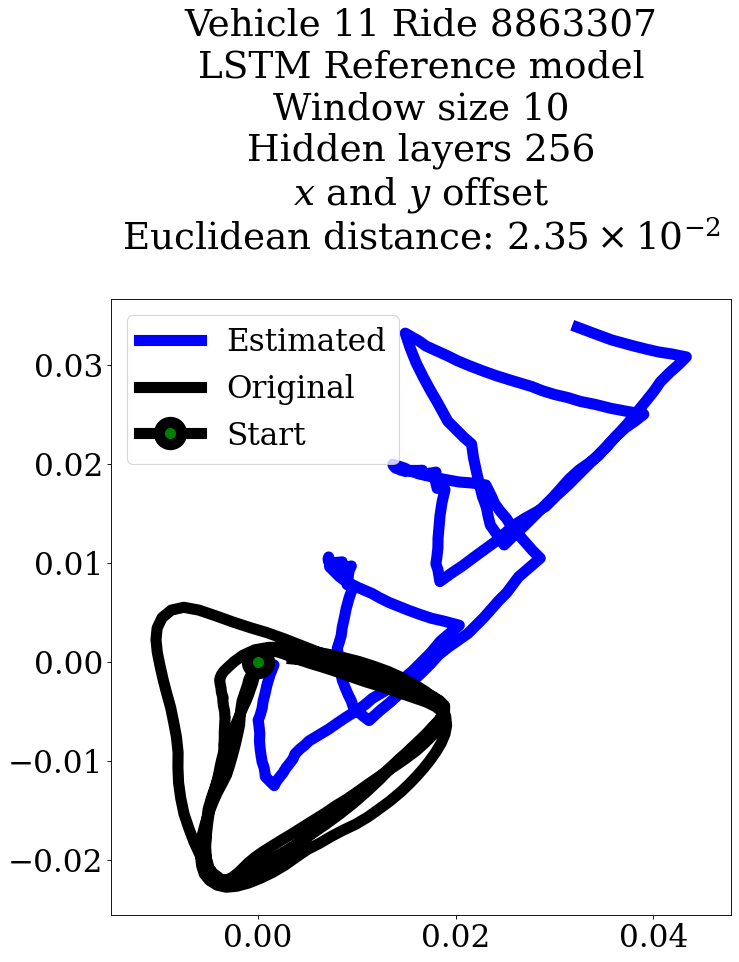 Vehicle 11 Ride 8863307
LSTM Reference model
Window size 10
Hidden layers 256
x and y offset
Euclidean distance: 2.35 × 10⁻²
Estimated
Original
Start
0.03
0.02
0.01
0.00
−0.01
−0.02
0.00
0.02
0.04